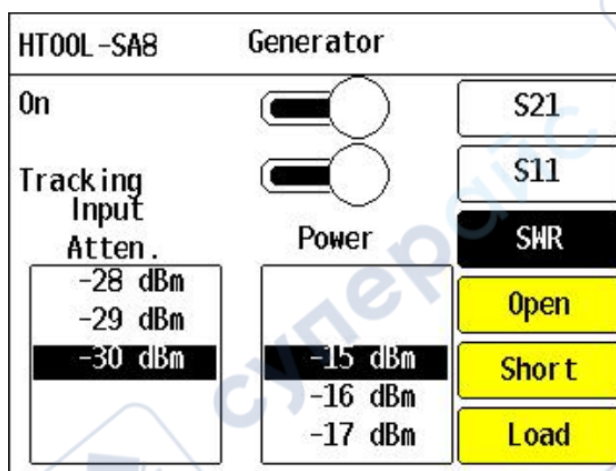 HTOOL-SA8 Generator
On
S21
Tracking
S11
Input
Atten.
Power
SWR
-28 dBm
-29 dBm
-30 dBm
-15 dBm
-16 dBm
-17 dBm
Open
Short
Load
суперайс